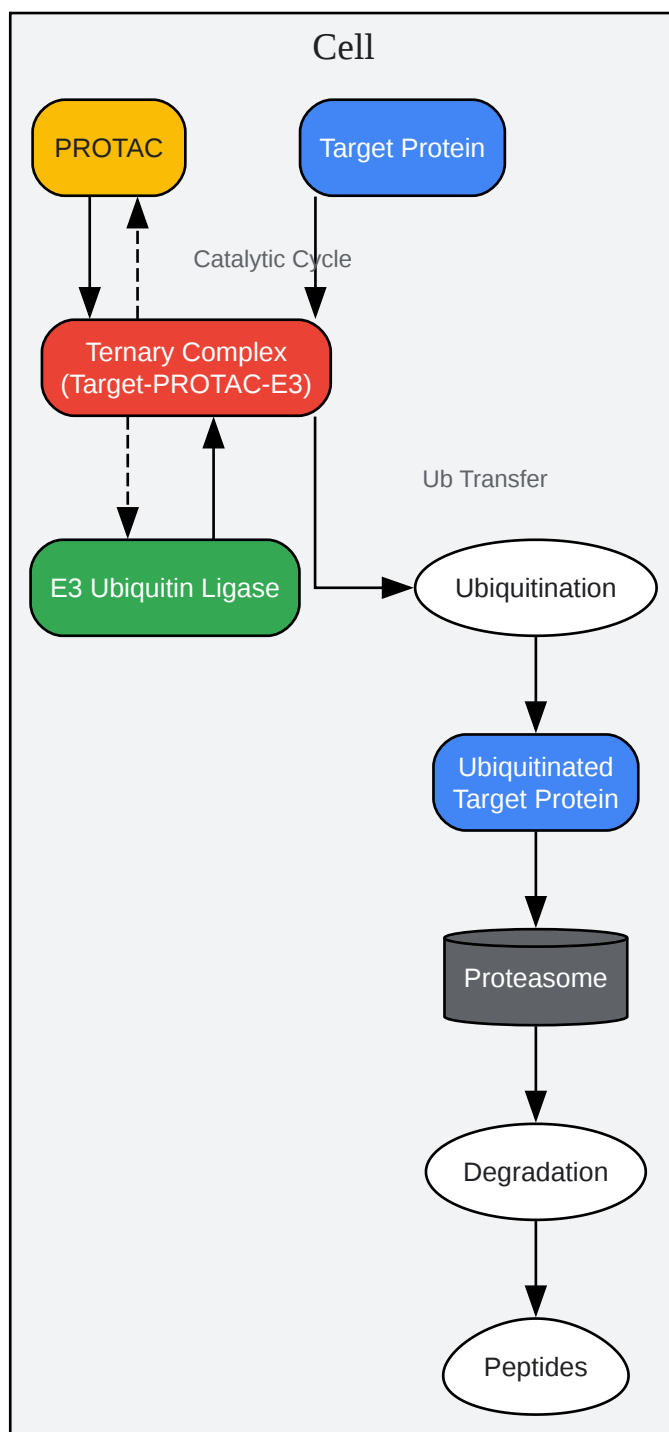 Cell
PROTAC
Target Protein
Catalytic Cycle
Ternary Complex
(Target-PROTAC-E3)
Ub Transfer
E3 Ubiquitin Ligase
Ubiquitination
Ubiquitinated
Target Protein
Proteasome
Degradation
Peptides